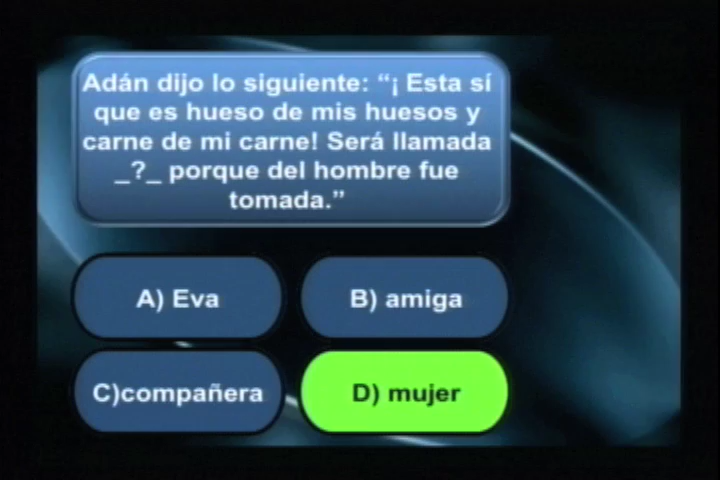 Adán dijo lo siguiente: “¡ Esta sí
que es hueso de mis huesos y
carne de mi carne! Será llamada
_?_ porque del hombre fue
tomada.”
A) Eva
B) amiga
C)compañera
D) mujer